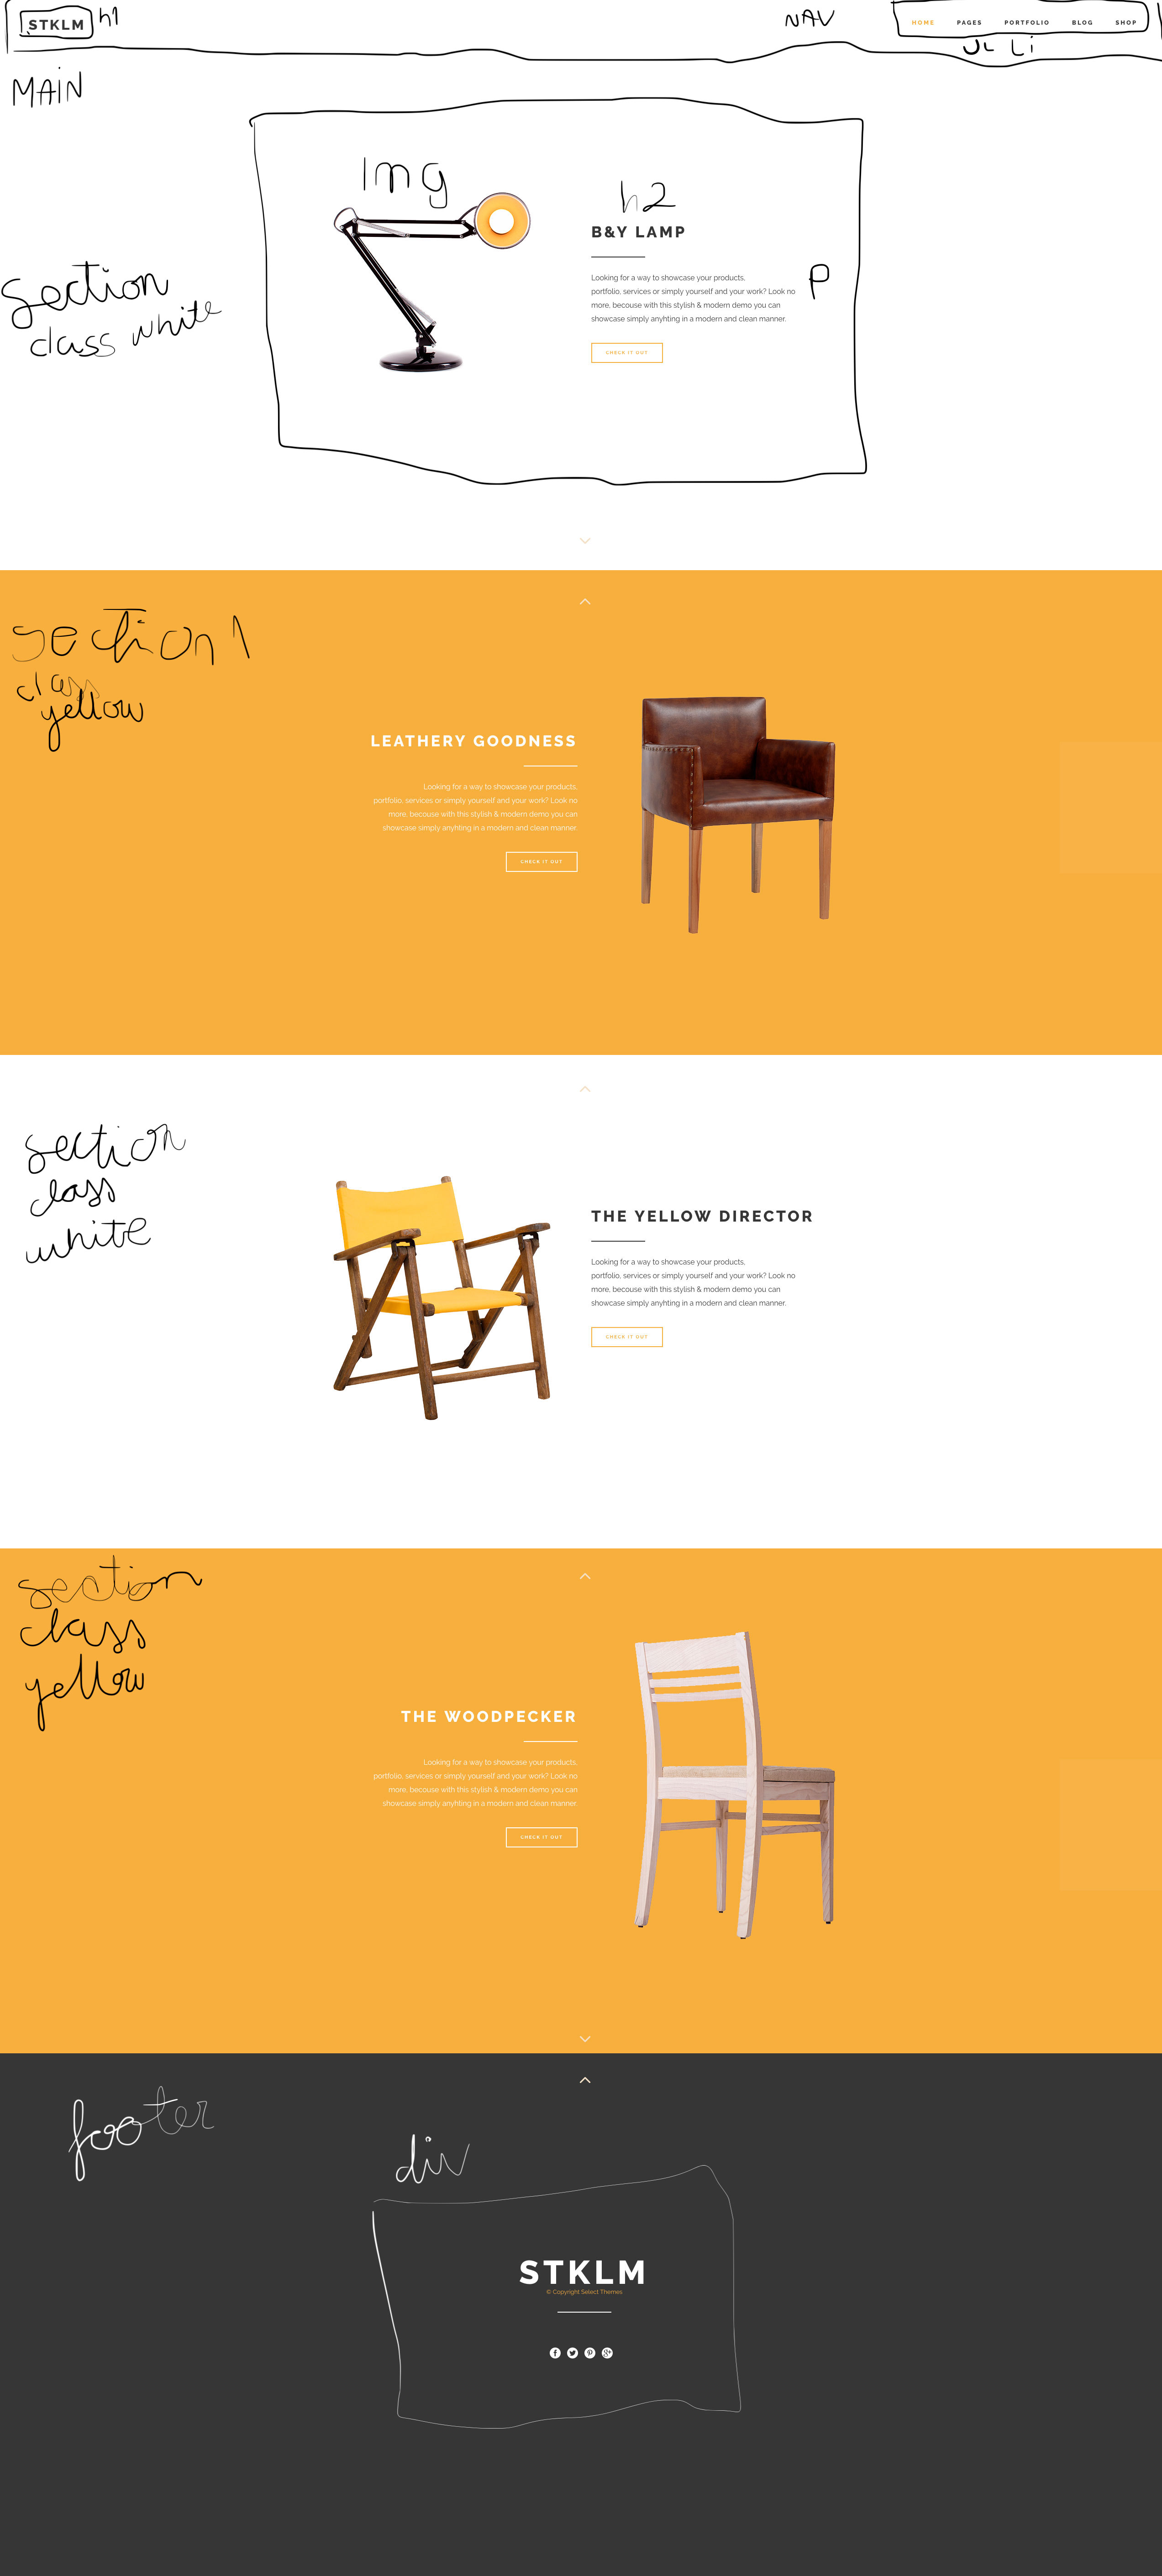 STKLM h1 NAV HOME PAGES PORTFOLIO BLOG SHOP
UL Li
MAiN
Img
h2
B&Y LAMP
Looking for a way to showcase your products,
portfolio, services or simply yourself and your work? Look no
more, becouse with this stylish & modern demo you can
showcase simply anyhting in a modern and clean manner.
P
CHECK IT OUT
section
class white
section 1
class
yellow
LEATHERY GOODNESS
Looking for a way to showcase your products,
portfolio, services or simply yourself and your work? Look no
more, becouse with this stylish & modern demo you can
showcase simply anyhting in a modern and clean manner.
CHECK IT OUT
section
class
white
THE YELLOW DIRECTOR
Looking for a way to showcase your products,
portfolio, services or simply yourself and your work? Look no
more, becouse with this stylish & modern demo you can
showcase simply anyhting in a modern and clean manner.
CHECK IT OUT
section
class
yellow
THE WOODPECKER
Looking for a way to showcase your products,
portfolio, services or simply yourself and your work? Look no
more, becouse with this stylish & modern demo you can
showcase simply anyhting in a modern and clean manner.
CHECK IT OUT
footer
div
STKLM
© Copyright Select Themes